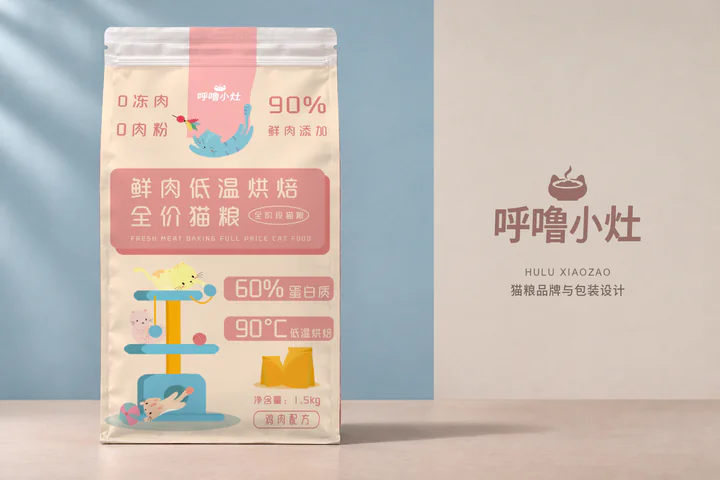 呼噜小灶
0冻肉
0肉粉
90%
鲜肉添加
鲜肉低温烘焙
全价猫粮
全价段猫粮
FRESH MEAT BAKING FULL PRICE CAT FOOD
60%蛋白质
90°C低温烘焙
净含量：1.5kg
鸡肉配方
呼噜小灶
HULU XIAOZAO
猫粮品牌与包装设计